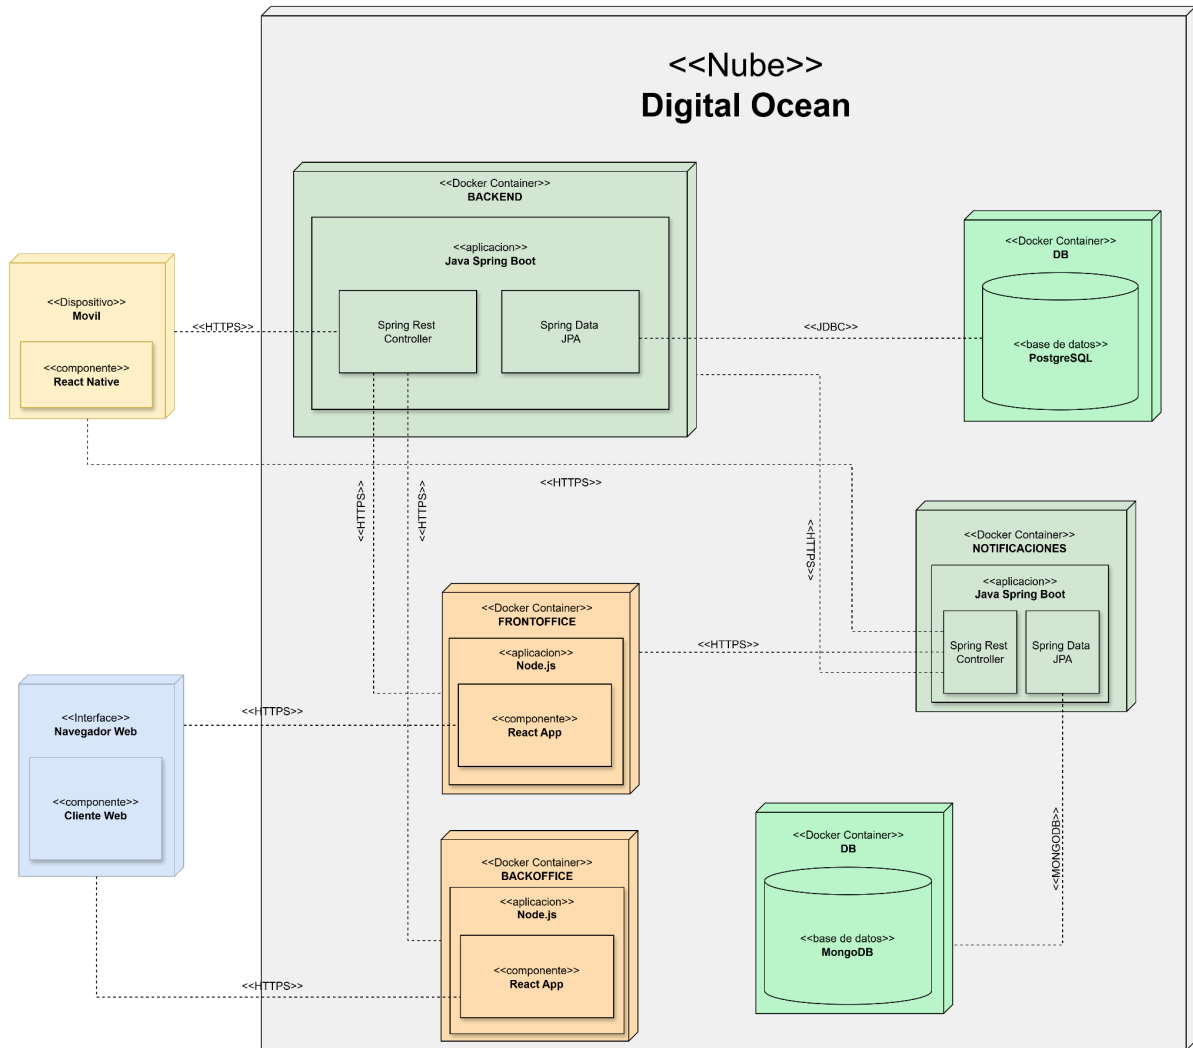 <<Nube>>
Digital Ocean
<<Docker Container>>
BACKEND
<<aplicacion>>
Java Spring Boot
Spring Rest
Controller
Spring Data
JPA
<<Docker Container>>
DB
<<base de datos>>
PostgreSQL
<<JDBC>>
<<Dispositivo>>
Movil
<<componente>>
React Native
<<HTTPS>>
<<HTTPS>>
<<HTTPS>>
<<HTTPS>>
<<HTTPS>>
<<Docker Container>>
NOTIFICACIONES
<<aplicacion>>
Java Spring Boot
Spring Rest
Controller
Spring Data
JPA
<<Docker Container>>
FRONTOFFICE
<<aplicacion>>
Node.js
<<componente>>
React App
<<HTTPS>>
<<Interface>>
Navegador Web
<<componente>>
Cliente Web
<<HTTPS>>
<<Docker Container>>
DB
<<base de datos>>
MongoDB
<<MONGODB>>
<<Docker Container>>
BACKOFFICE
<<aplicacion>>
Node.js
<<componente>>
React App
<<HTTPS>>